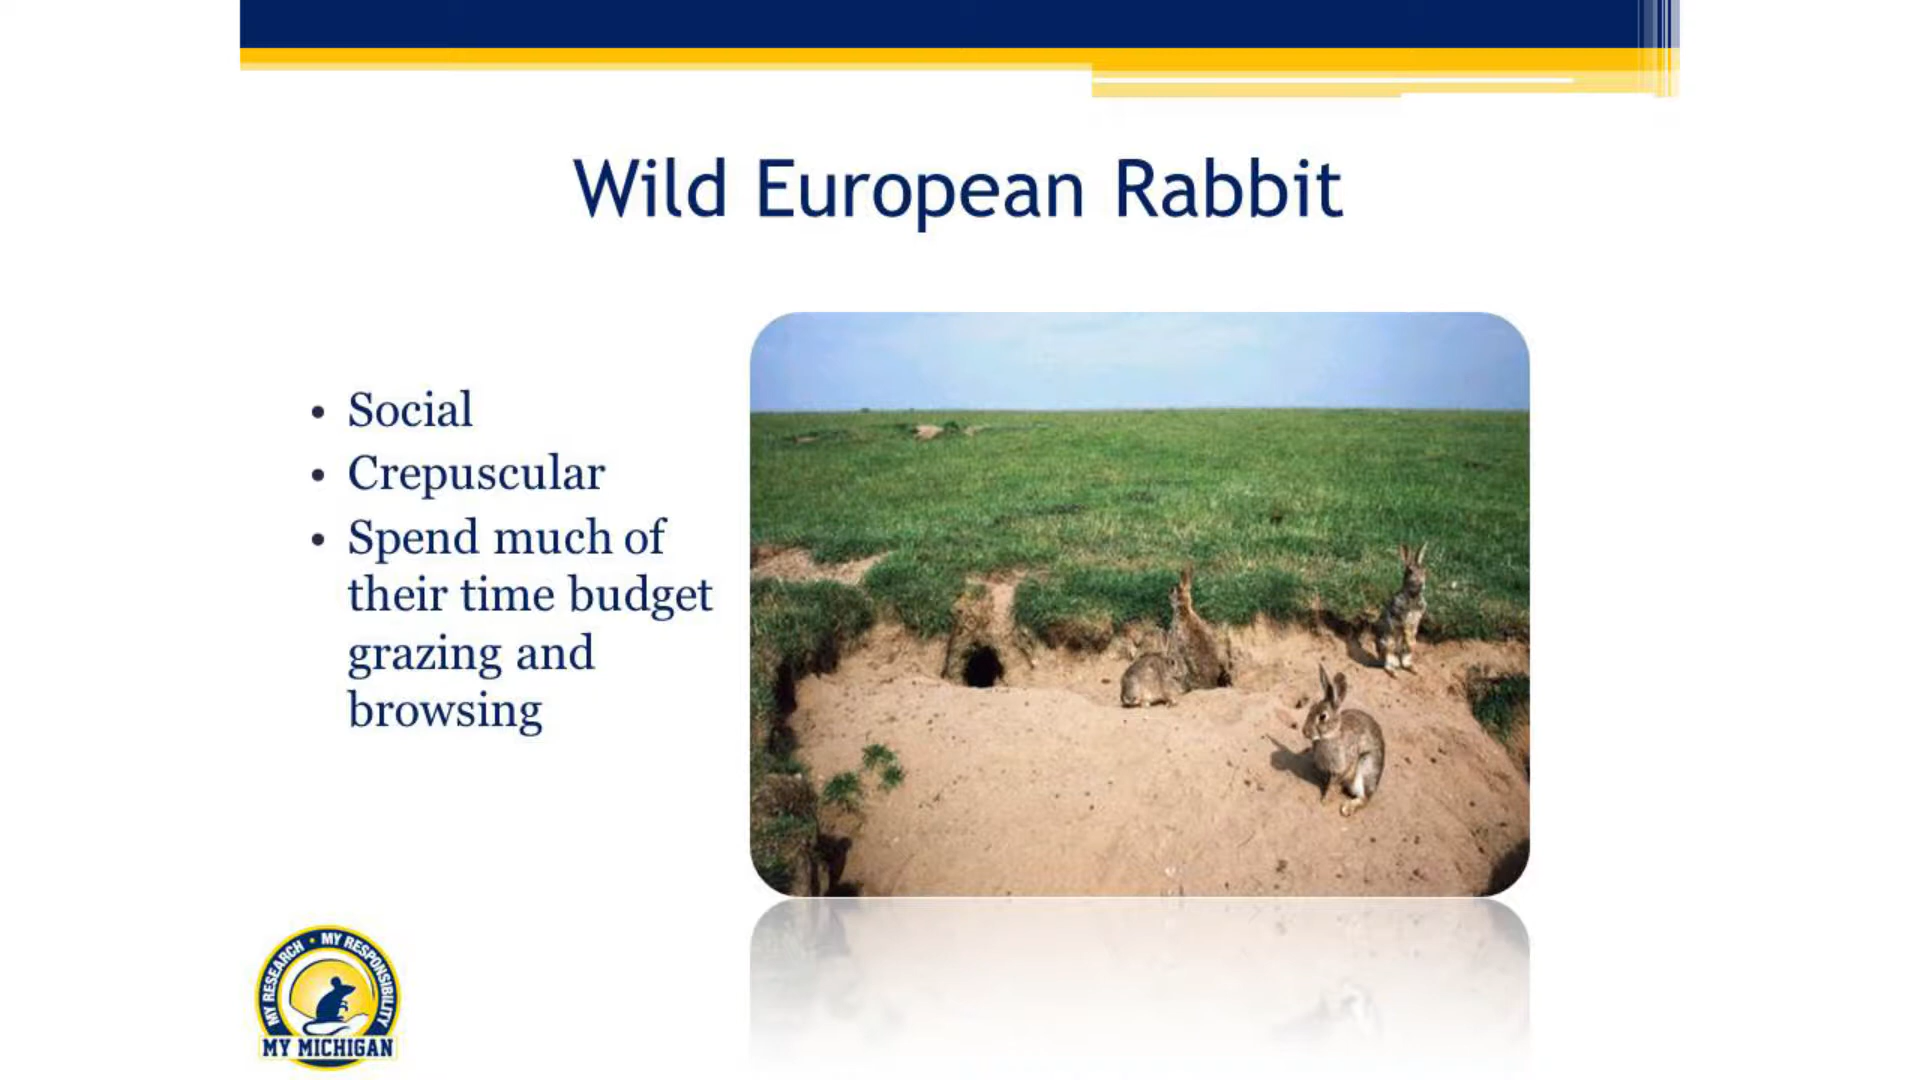 Wild European Rabbit
• Social
• Crepuscular
• Spend much of
their time budget
grazing and
browsing
MY RESEARCH • MY RESPONSIBILITY
MY MICHIGAN